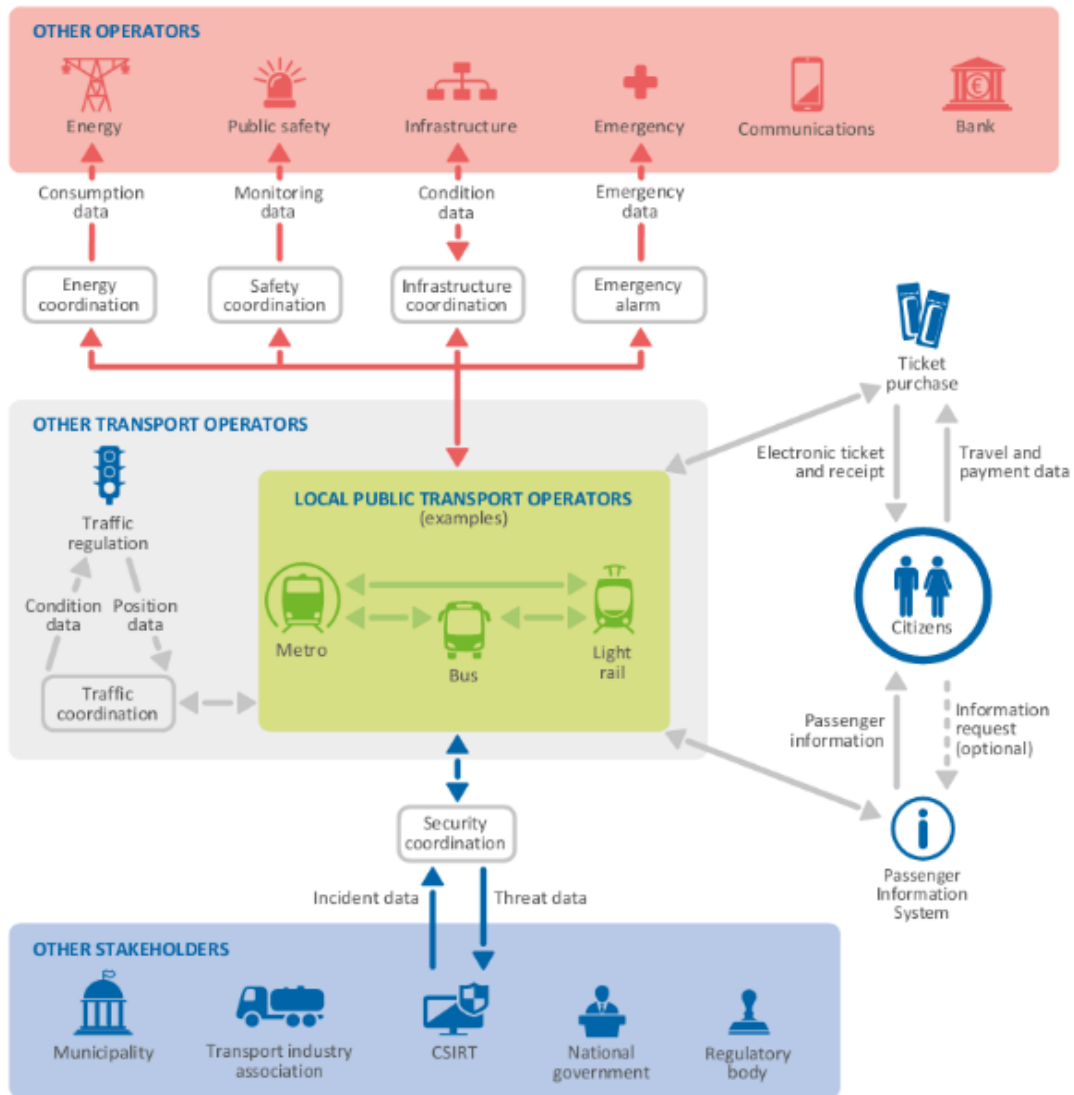 OTHER OPERATORS
Energy
Public safety
Infrastructure
Emergency
Communications
Bank
Consumption
data
Monitoring
data
Condition
data
Emergency
data
Energy
coordination
Safety
coordination
Infrastructure
coordination
Emergency
alarm
Ticket
purchase
Electronic ticket
and receipt
Travel and
payment data
OTHER TRANSPORT OPERATORS
Traffic
regulation
Condition
data
Position
data
Traffic
coordination
LOCAL PUBLIC TRANSPORT OPERATORS
(examples)
Metro
Bus
Light
rail
Citizens
Passenger
information
Information
request
(optional)
Passenger
Information
System
Security
coordination
Incident data
Threat data
OTHER STAKEHOLDERS
Municipality
Transport industry
association
CSIRT
National
government
Regulatory
body